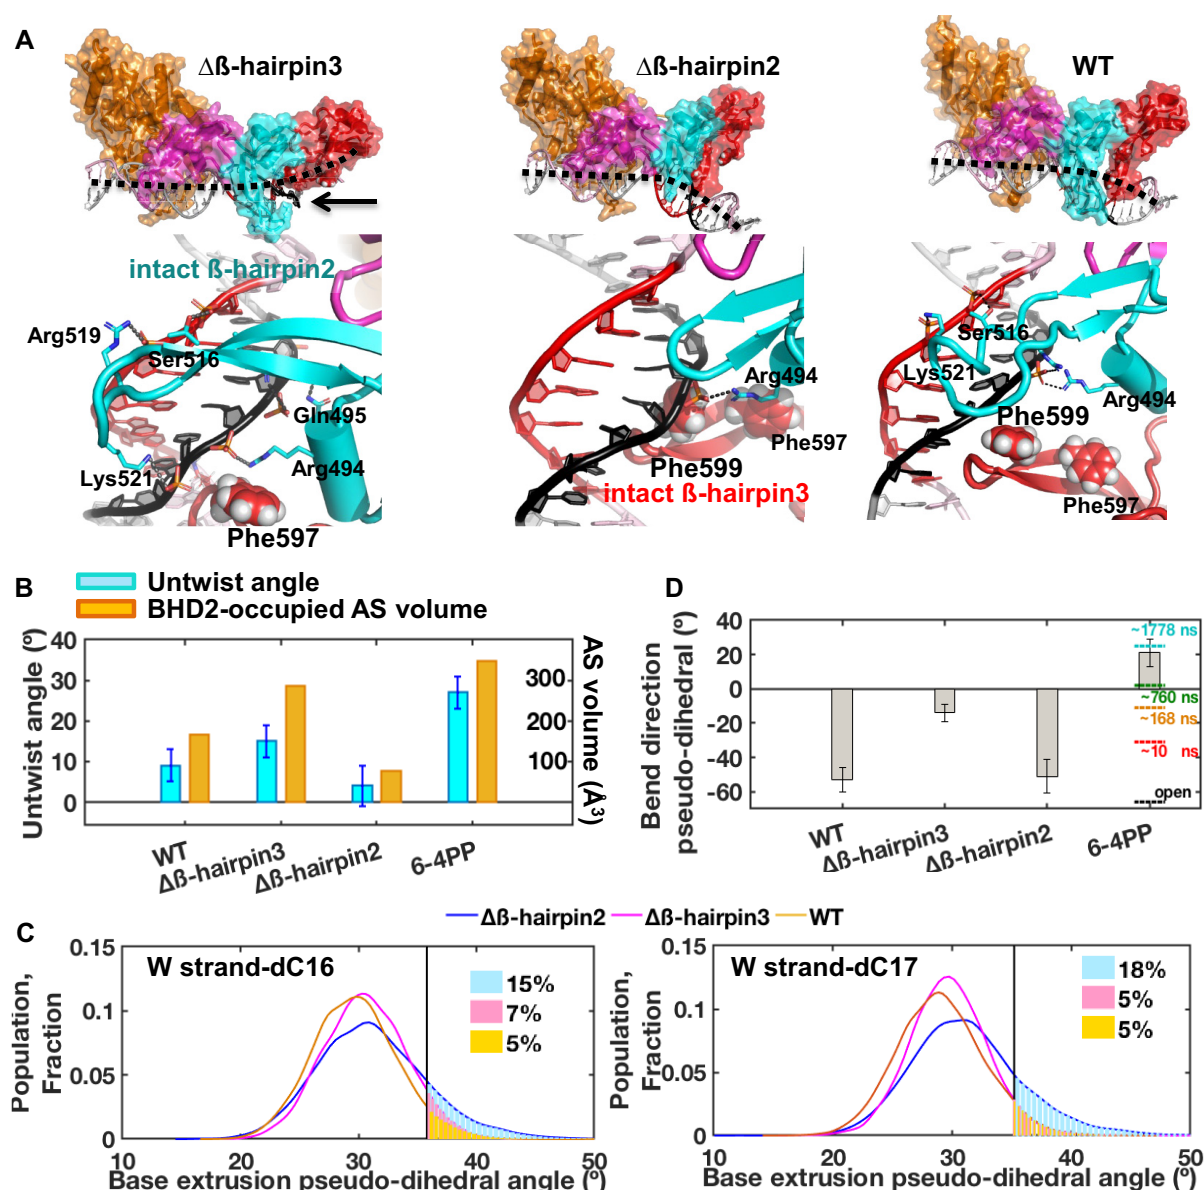 A
Δß-hairpin3
Δß-hairpin2
WT
intact ß-hairpin2
Arg519
Ser516
Gln495
Lys521
Arg494
Phe597
Arg494
Phe597
Phe599
intact ß-hairpin3
Ser516
Lys521
Arg494
Phe599
Phe597
B
Untwist angle
BHD2-occupied AS volume
Untwist angle (º)
40
30
20
10
0
AS volume (Å³)
300
200
100
WT
Δß-hairpin3
Δß-hairpin2
6-4PP
D
Bend direction
pseudo-dihedral (º)
40
20
0
-20
-40
-60
~1778 ns
~760 ns
~168 ns
~10 ns
open
WT
Δß-hairpin3
Δß-hairpin2
6-4PP
C
Δß-hairpin2
Δß-hairpin3
WT
W strand-dC16
15%
7%
5%
Population,
Fraction
0.15
0.1
0.05
0
10
20
30
40
50
Base extrusion pseudo-dihedral angle (º)
W strand-dC17
18%
5%
5%
Population,
Fraction
0.15
0.1
0.05
0
10
20
30
40
50
Base extrusion pseudo-dihedral angle (º)